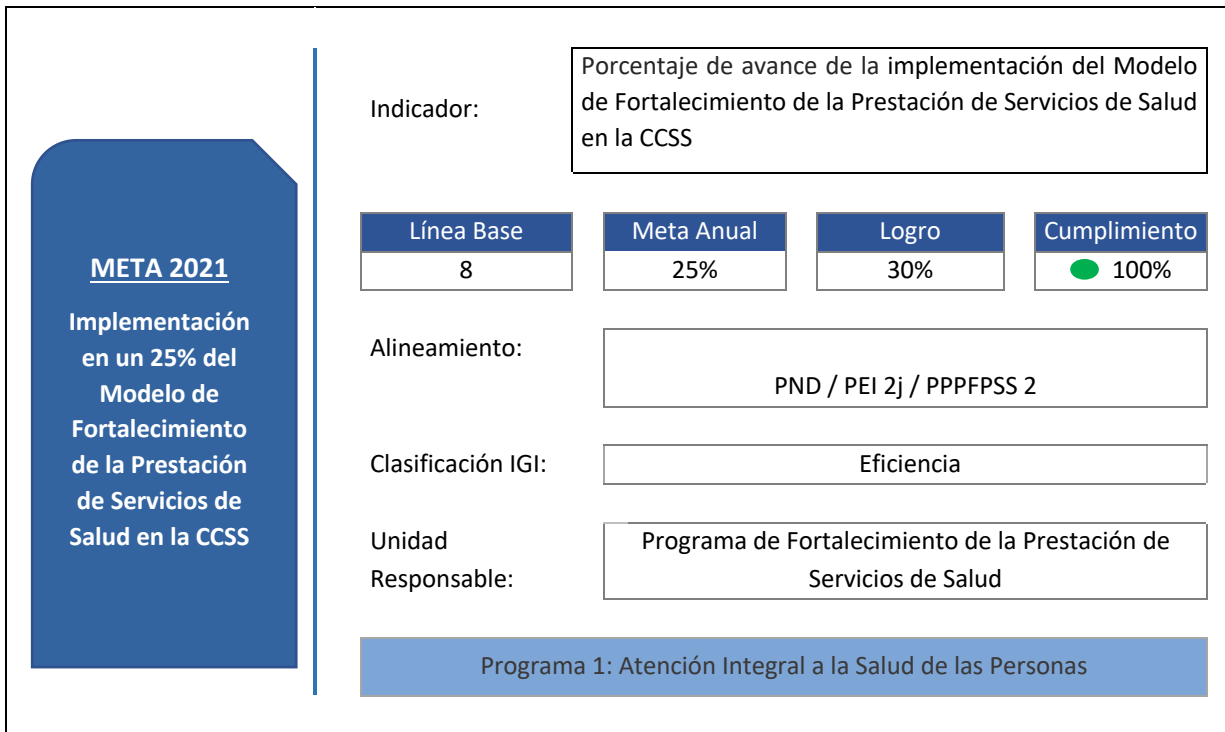 META 2021
Implementación
en un 25% del
Modelo de
Fortalecimiento
de la Prestación
de Servicios de
Salud en la CCSS
Indicador:
Porcentaje de avance de la implementación del Modelo
de Fortalecimiento de la Prestación de Servicios de Salud
en la CCSS
Línea Base
8
Meta Anual
25%
Logro
30%
Cumplimiento
100%
Alineamiento:
PND / PEI 2j / PPPFPSS 2
Clasificación IGI:
Eficiencia
Unidad
Responsable:
Programa de Fortalecimiento de la Prestación de
Servicios de Salud
Programa 1: Atención Integral a la Salud de las Personas